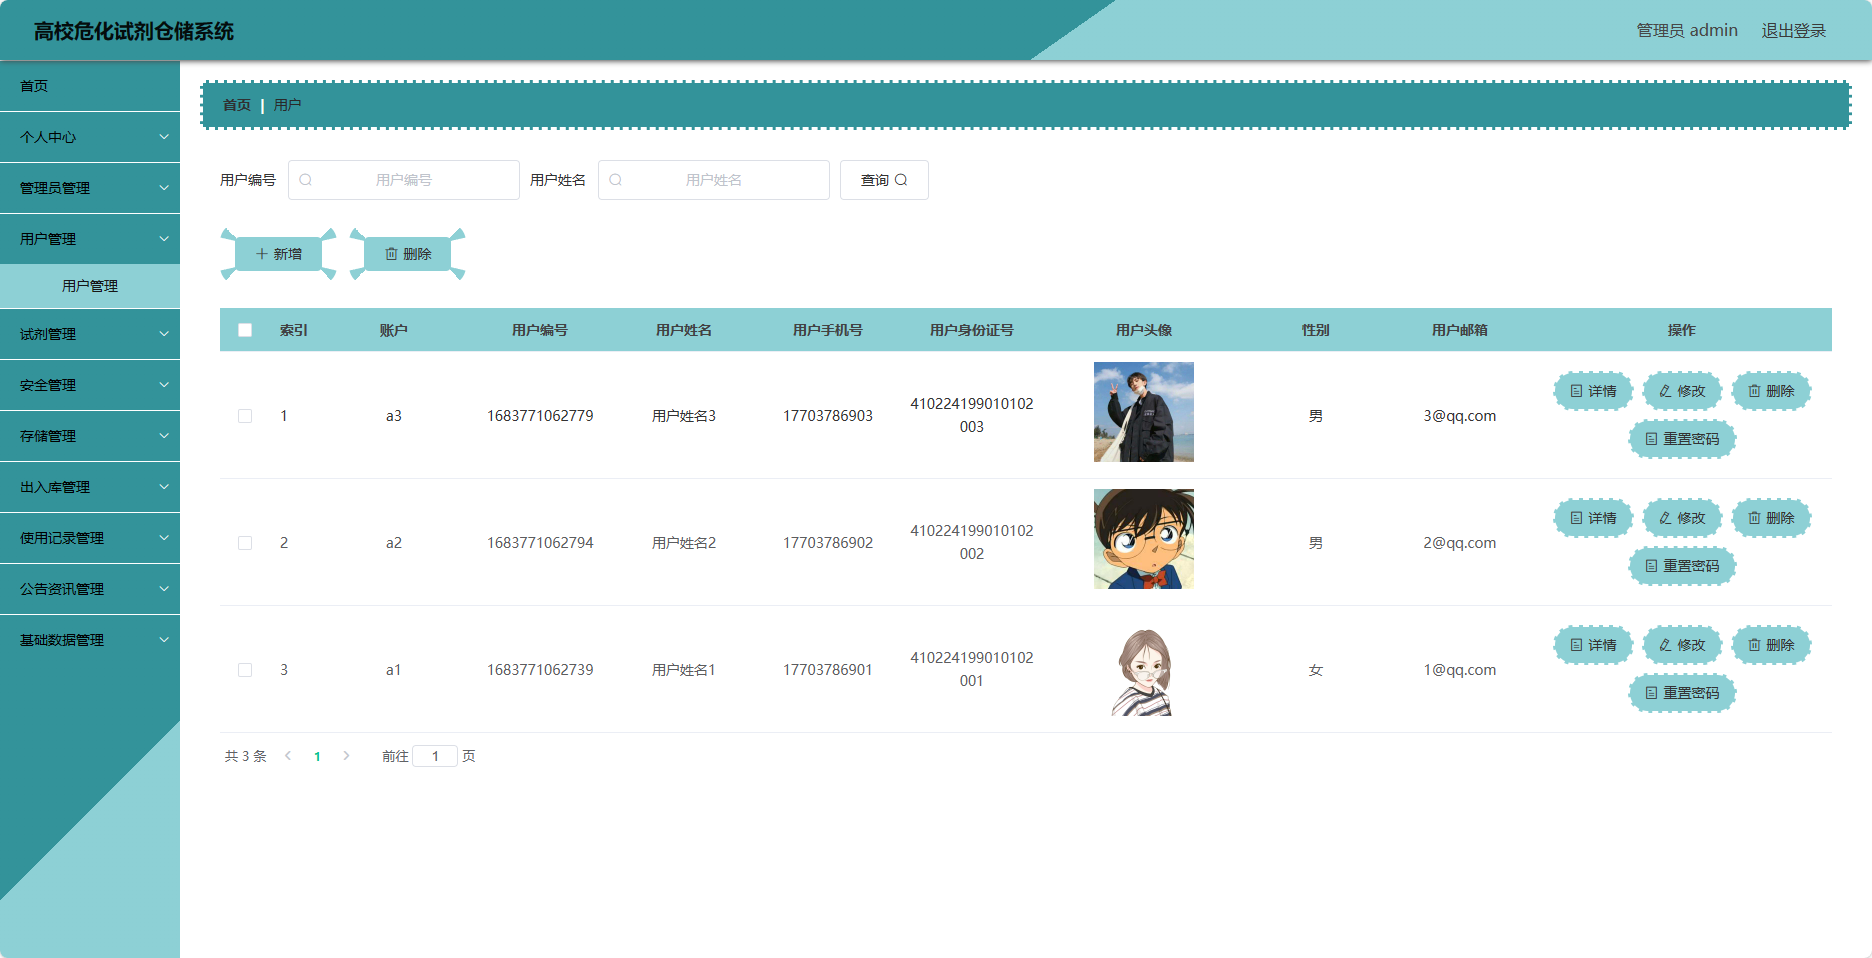 高校危化试剂仓储系统
管理员 admin 退出登录
首页
个人中心
管理员管理
用户管理
用户管理
试剂管理
安全管理
存储管理
出入库管理
使用记录管理
公告资讯管理
基础数据管理
首页 | 用户
用户编号 用户编号 用户姓名 用户姓名 查询
新增 删除
索引 账户 用户编号 用户姓名 用户手机号 用户身份证号 用户头像 性别 用户邮箱 操作
1 a3 1683771062779 用户姓名3 17703786903 410224199010102003 男 3@qq.com 详情 修改 删除
重置密码
2 a2 1683771062794 用户姓名2 17703786902 410224199010102002 男 2@qq.com 详情 修改 删除
重置密码
3 a1 1683771062739 用户姓名1 17703786901 410224199010102001 女 1@qq.com 详情 修改 删除
重置密码
共 3 条 1 前往 1 页